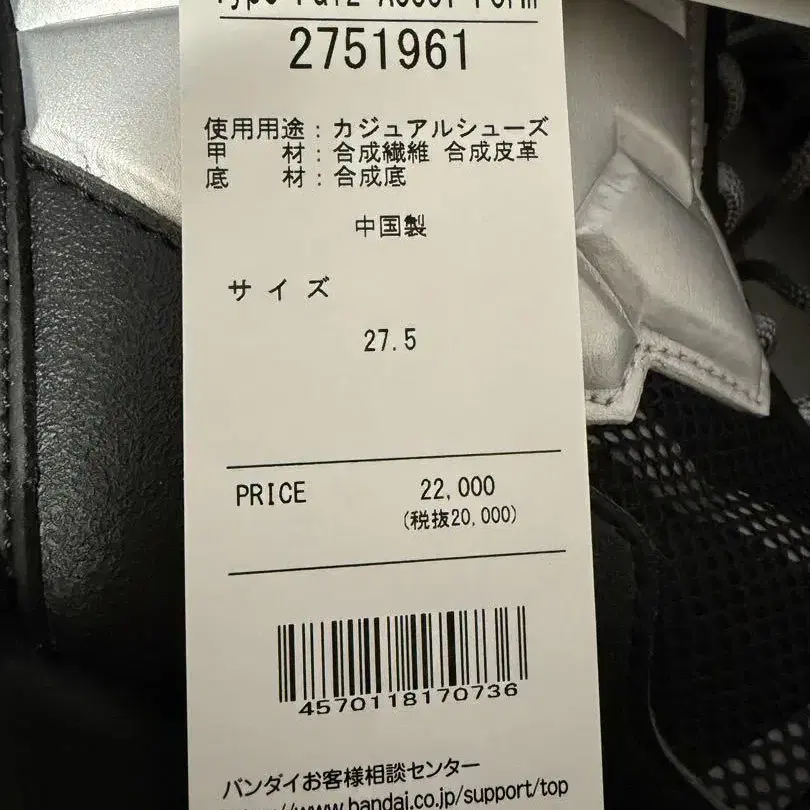 2751961
使用用途：カジュアルシューズ
甲　材：合成繊維 合成皮革
底　材：合成底
中国製
サイズ
27.5
PRICE 22,000
(税抜20,000)
4570118170736
バンダイお客様相談センター
www.bandai.co.jp/support/top